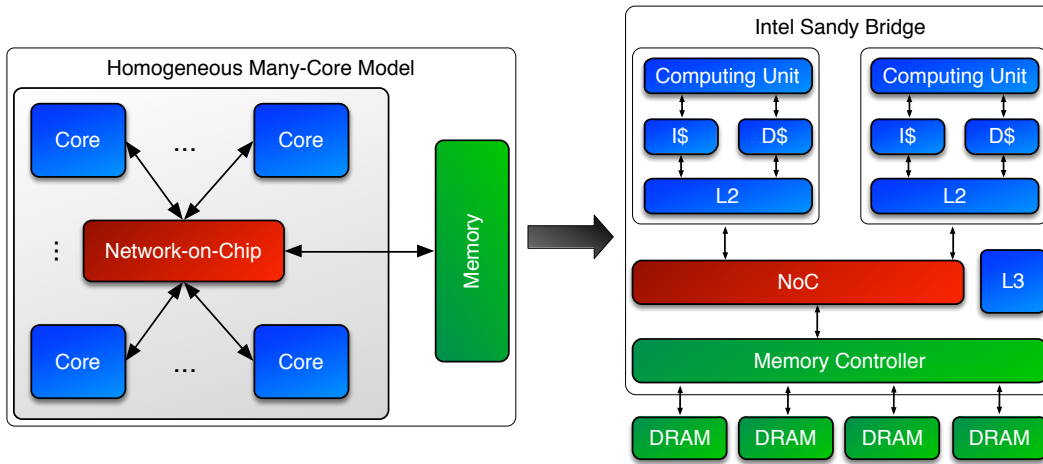 Homogeneous Many-Core Model
Core
...
Core
...
Network-on-Chip
Memory
Core
...
Core
Intel Sandy Bridge
Computing Unit
Computing Unit
I$
D$
I$
D$
L2
L2
NoC
L3
Memory Controller
DRAM
DRAM
DRAM
DRAM